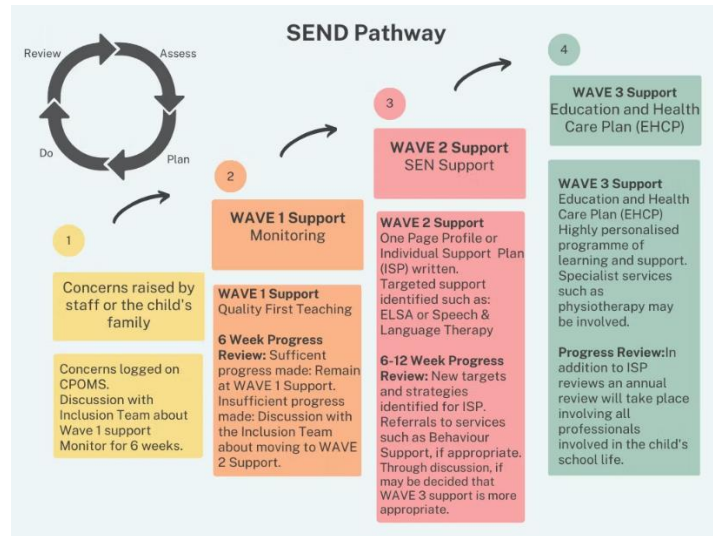 SEND Pathway
Review
Assess
Do
Plan
1
Concerns raised by
staff or the child's
family
Concerns logged on
CPOMS.
Discussion with
Inclusion Team about
Wave 1 support
Monitor for 6 weeks.
2
WAVE 1 Support
Monitoring
WAVE 1 Support
Quality First Teaching
6 Week Progress
Review: Sufficent
progress made: Remain
at WAVE 1 Support.
Insufficient progress
made: Discussion with
the Inclusion Team
about moving to WAVE
2 Support.
3
WAVE 2 Support
SEN Support
WAVE 2 Support
One Page Profile or
Individual Support Plan
(ISP) written.
Targeted support
identified such as:
ELSA or Speech &
Language Therapy
6-12 Week Progress
Review: New targets
and strategies
identified for ISP.
Referrals to services
such as Behaviour
Support, if appropriate.
Through discussion, if
may be decided that
WAVE 3 support is more
appropriate.
4
WAVE 3 Support
Education and Health
Care Plan (EHCP)
WAVE 3 Support
Education and Health
Care Plan (EHCP)
Highly personalised
programme of
learning and support.
Specialist services
such as
physiotherapy may
be involved.
Progress Review:In
addition to ISP
reviews an annual
review will take place
involving all
professionals
involved in the child's
school life.